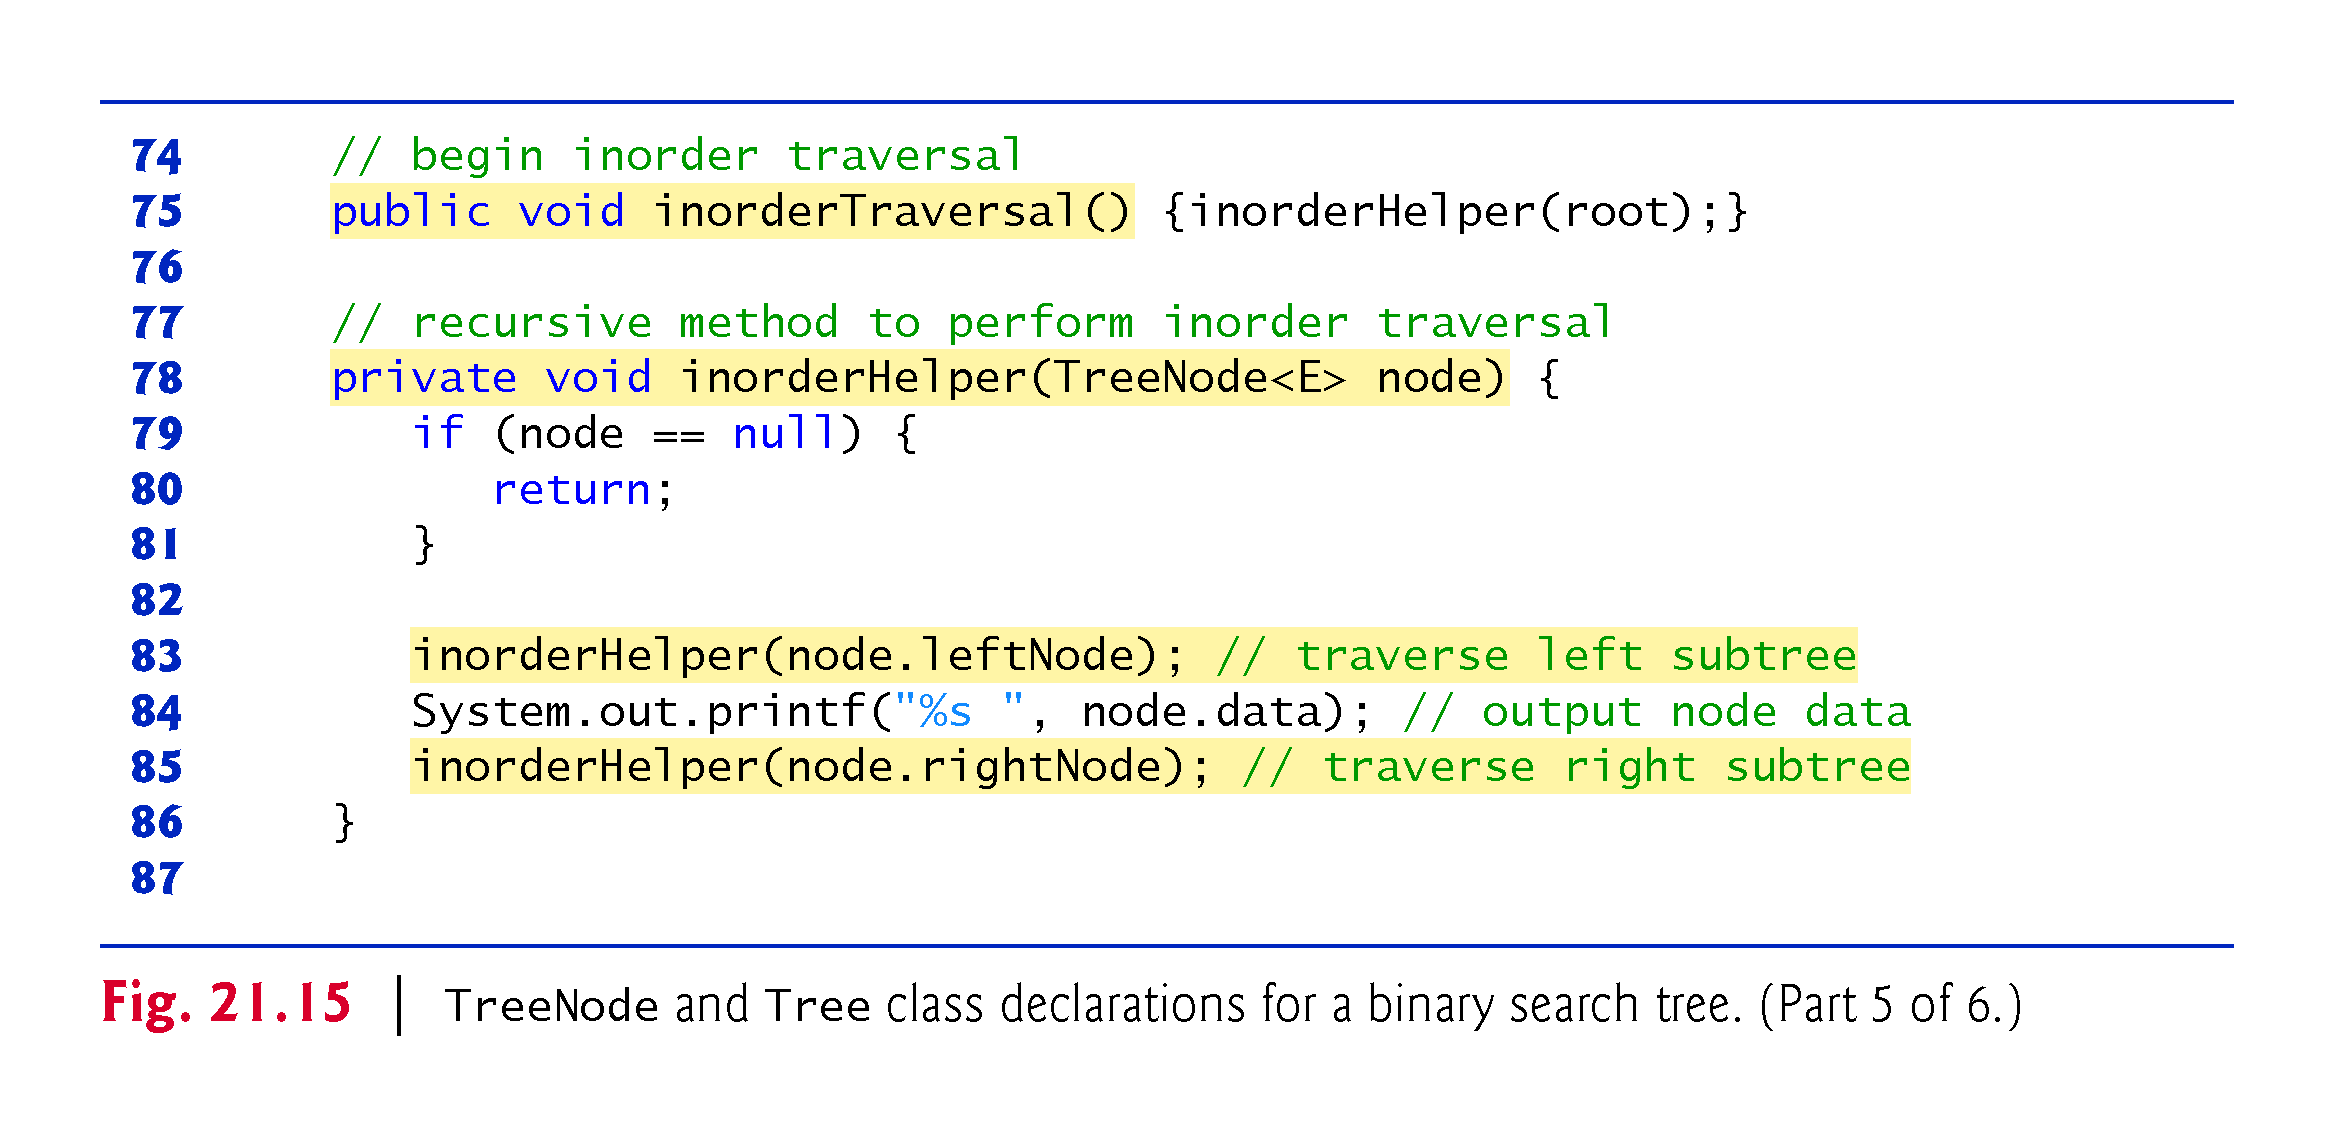 74 // begin inorder traversal
75 public void inorderTraversal() {inorderHelper(root);}
76
77 // recursive method to perform inorder traversal
78 private void inorderHelper(TreeNode<E> node) {
79 if (node == null) {
80 return;
81 }
82
83 inorderHelper(node.leftNode); // traverse left subtree
84 System.out.printf("%s ", node.data); // output node data
85 inorderHelper(node.rightNode); // traverse right subtree
86 }
87
Fig. 21.15 | TreeNode and Tree class declarations for a binary search tree. (Part 5 of 6.)